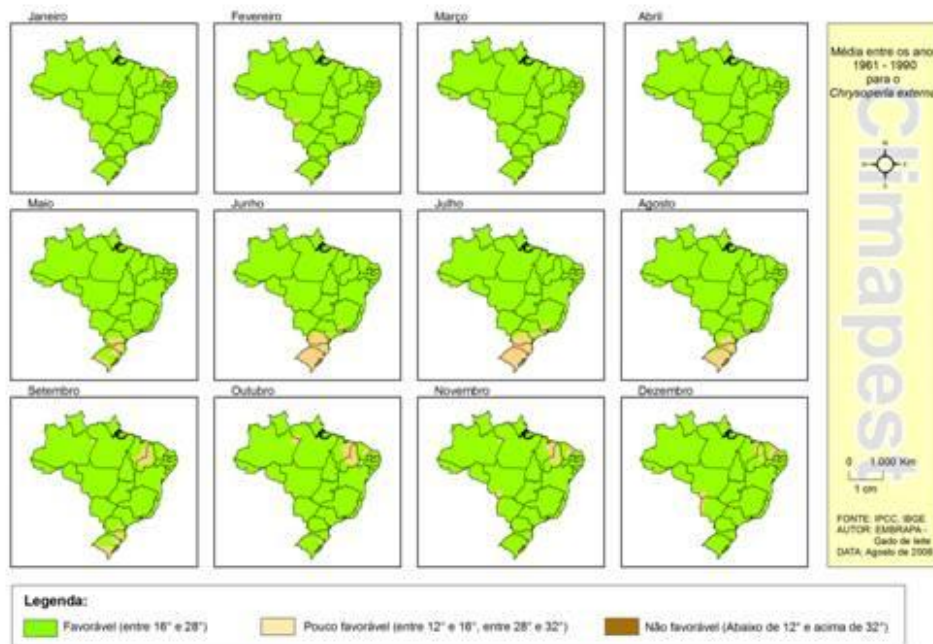 Janeiro
Fevereiro
Março
Abril
Maio
Junho
Julho
Agosto
Setembro
Outubro
Novembro
Dezembro
Média entre os ano
1961 - 1990
para o
Chrysoperla externa
climapest
0 1.000 Km
1 cm
FONTE: IPCC, IBGE
AUTOR: EMBRAPA -
Gado de leite
DATA: Agosto de 2008
Legenda:
Favorável (entre 16° e 28°)
Pouco favorável (entre 12° e 16°, entre 28° e 32°)
Não favorável (Abaixo de 12° e acima de 32°)